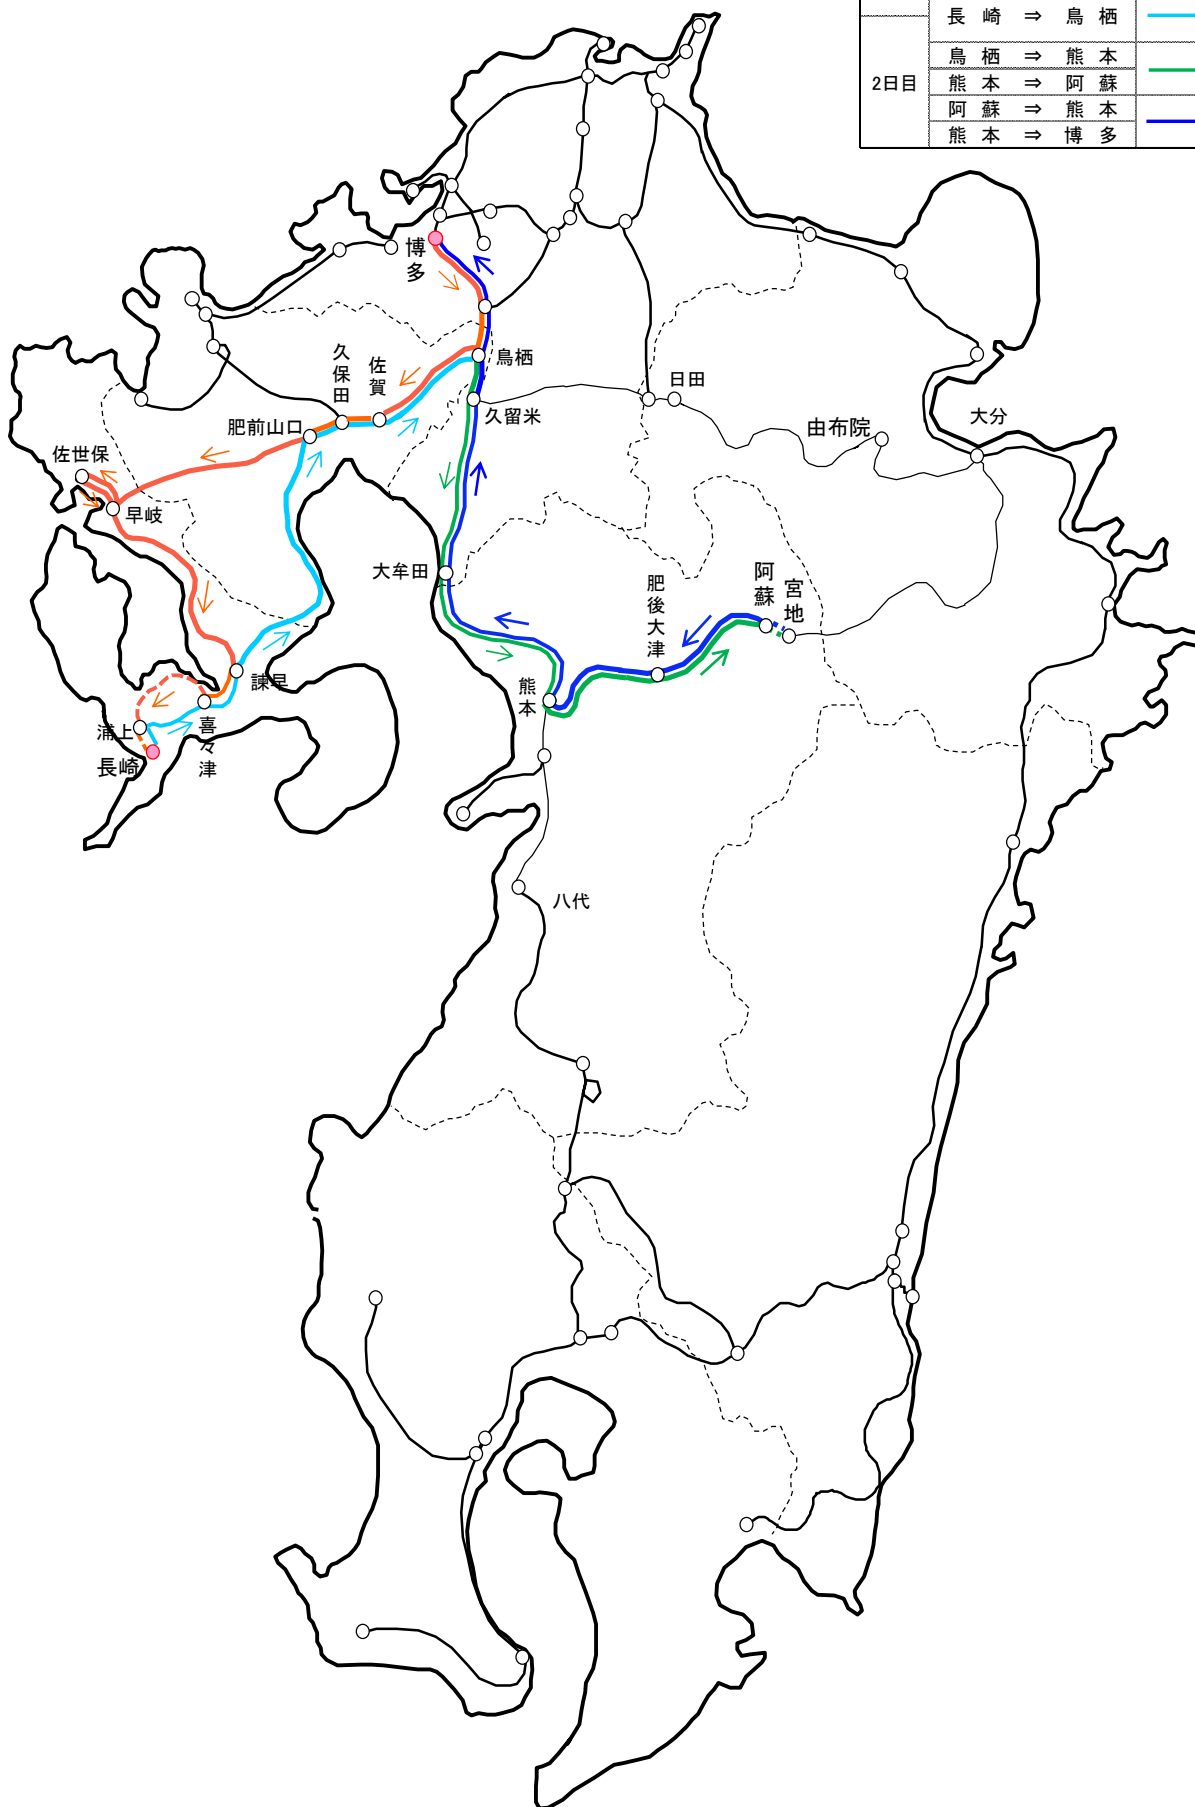 長崎 ⇒ 鳥栖
2日目
鳥栖 ⇒ 熊本
熊本 ⇒ 阿蘇
阿蘇 ⇒ 熊本
熊本 ⇒ 博多
博多
鳥栖
久保田
佐賀
久留米
日田
由布院
大分
肥前山口
佐世保
早岐
大牟田
肥後大津
阿蘇
宮地
諫早
熊本
浦上
喜々津
長崎
八代